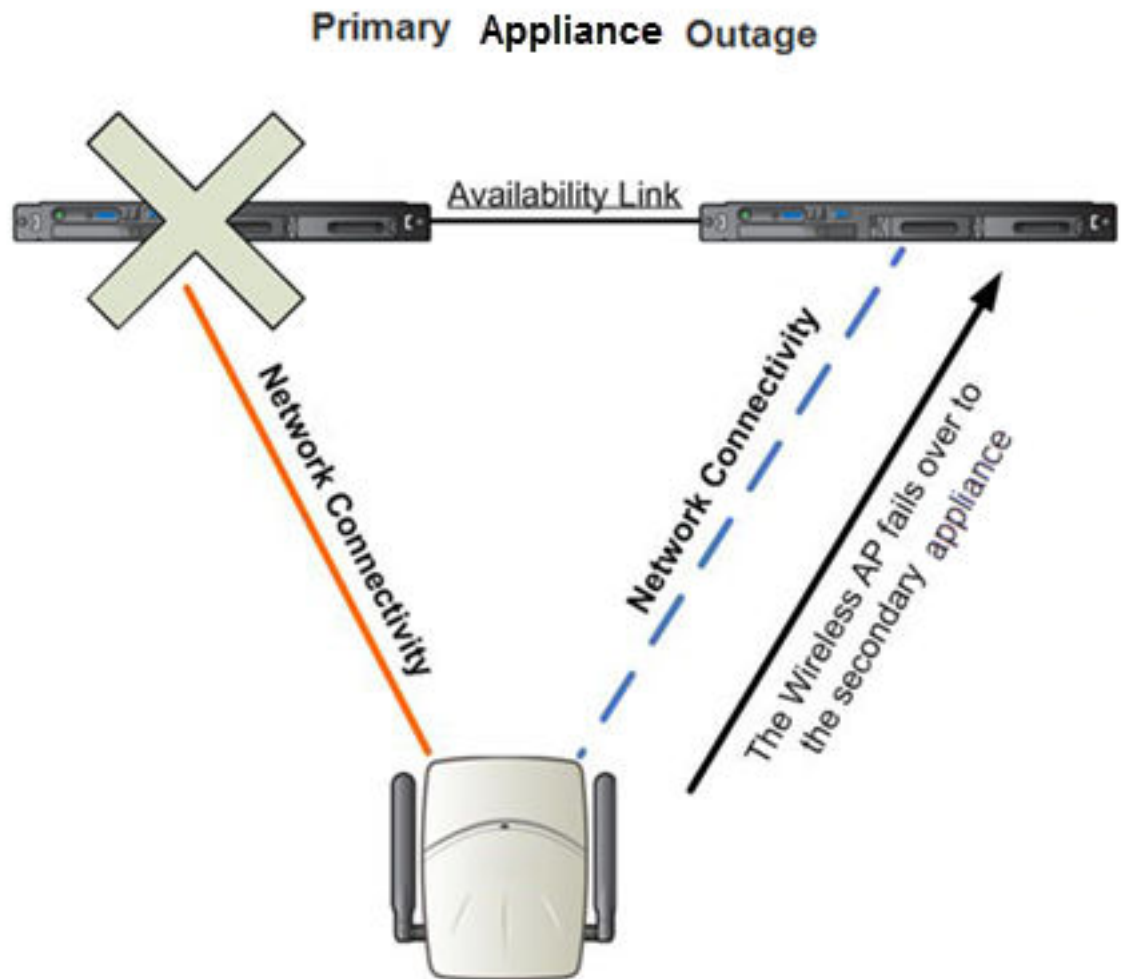 Primary Appliance Outage
Availability Link
Network Connectivity
Network Connectivity
The Wireless AP fails over to
the secondary appliance